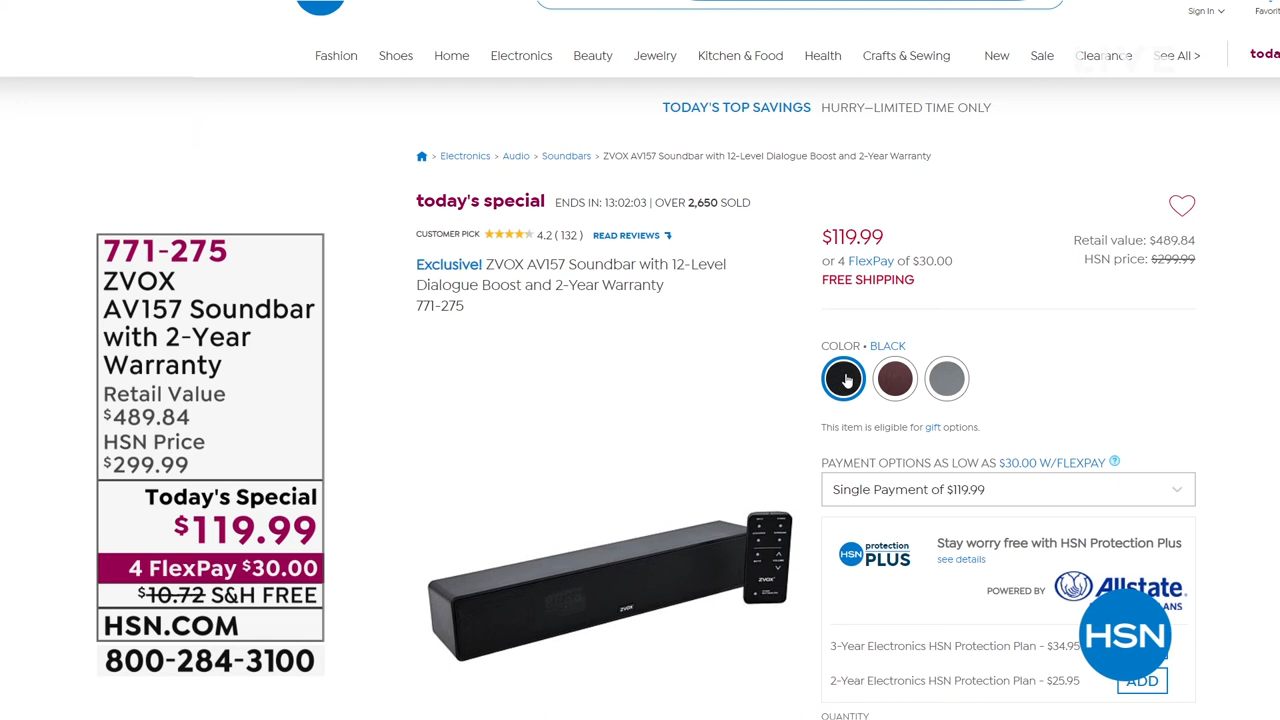 Sign In
Fashion Shoes Home Electronics Beauty Jewelry Kitchen & Food Health Crafts & Sewing New Sale Clearance See All >
TODAY'S TOP SAVINGS HURRY—LIMITED TIME ONLY
> Electronics > Audio > Soundbars > ZVOX AV157 Soundbar with 12-Level Dialogue Boost and 2-Year Warranty
today's special ENDS IN: 13:02:03 | OVER 2,650 SOLD
CUSTOMER PICK 4.2 ( 132 ) READ REVIEWS
Exclusive! ZVOX AV157 Soundbar with 12-Level
Dialogue Boost and 2-Year Warranty
771-275
$119.99
or 4 FlexPay of $30.00
FREE SHIPPING
Retail value: $489.84
HSN price: $299.99
COLOR • BLACK
This item is eligible for gift options.
PAYMENT OPTIONS AS LOW AS $30.00 W/FLEXPAY ?
Single Payment of $119.99
HSN protection PLUS
Stay worry free with HSN Protection Plus
see details
POWERED BY Allstate
3-Year Electronics HSN Protection Plan - $34.95
2-Year Electronics HSN Protection Plan - $25.95
ADD
QUANTITY
HSN
ZVOX
ZVOX
771-275
ZVOX
AV157 Soundbar
with 2-Year
Warranty
Retail Value
$489.84
HSN Price
$299.99
Today's Special
$119.99
4 FlexPay $30.00
$10.72 S&H FREE
HSN.COM
800-284-3100